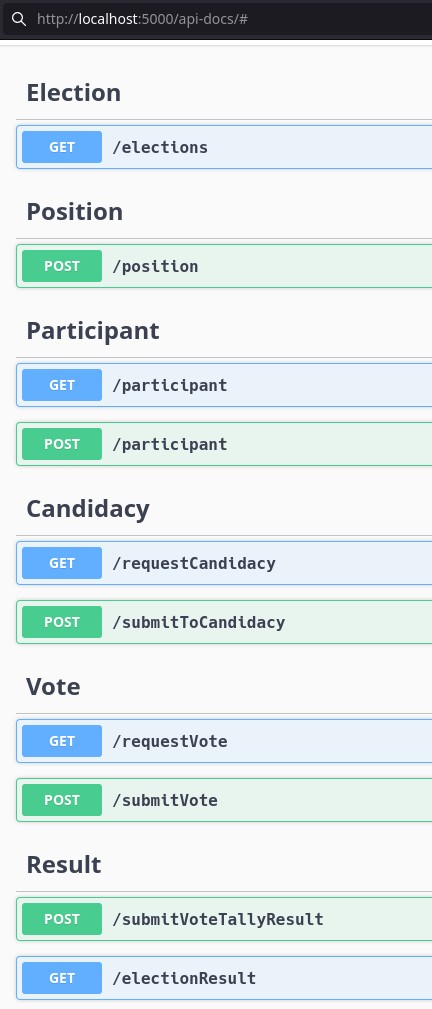 http://localhost:5000/api-docs/#
Election
GET /elections
Position
POST /position
Participant
GET /participant
POST /participant
Candidacy
GET /requestCandidacy
POST /submitToCandidacy
Vote
GET /requestVote
POST /submitVote
Result
POST /submitVoteTallyResult
GET /electionResult